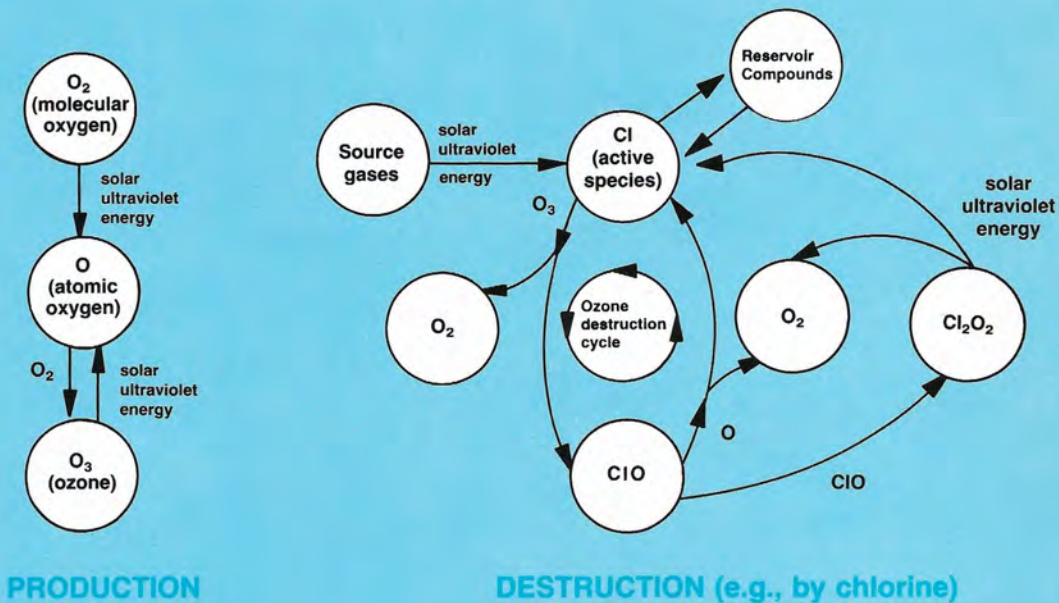 O₂
(molecular
oxygen)
solar
ultraviolet
energy
O
(atomic
oxygen)
O₂
solar
ultraviolet
energy
O₃
(ozone)
PRODUCTION
Reservoir
Compounds
Source
gases
solar
ultraviolet
energy
Cl
(active
species)
O₃
O₂
Ozone
destruction
cycle
O₂
solar
ultraviolet
energy
Cl₂O₂
O
ClO
ClO
DESTRUCTION (e.g., by chlorine)